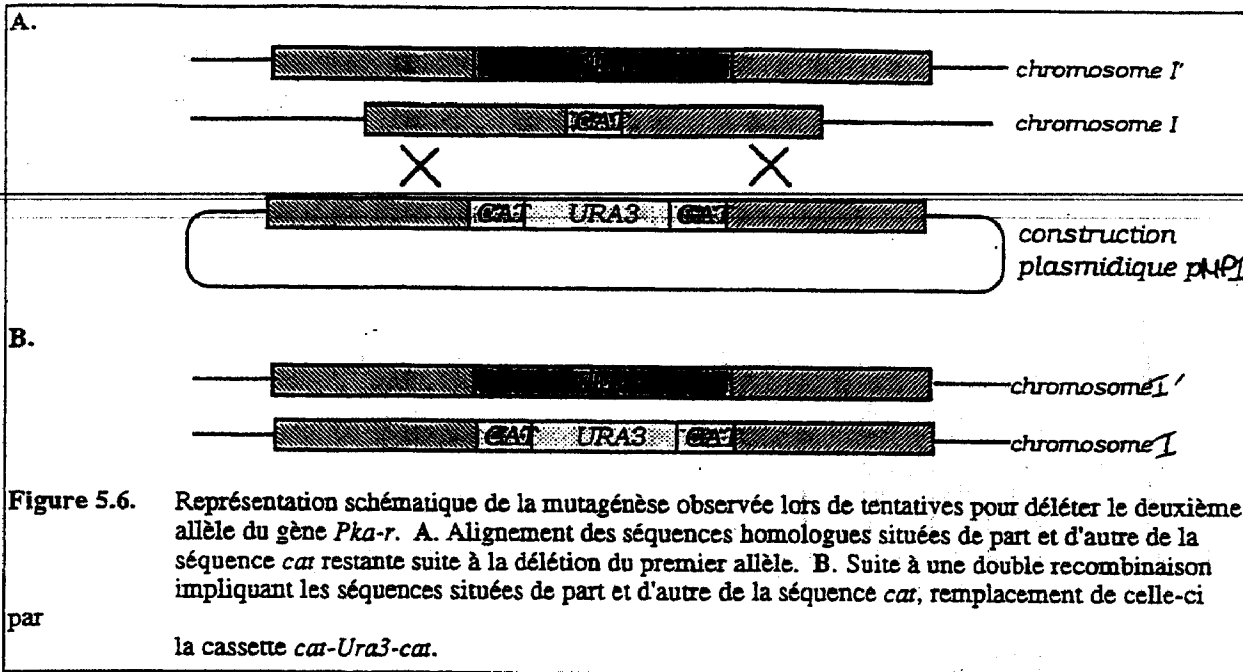 A.
chromosome I'
CAT
chromosome I
CAT URA3 CAT
construction
plasmidique pMP1
B.
chromosome I'
CAT URA3 CAT
chromosome I
Figure 5.6. Représentation schématique de la mutagénèse observée lors de tentatives pour déléter le deuxième
allèle du gène Pka-r. A. Alignement des séquences homologues situées de part et d'autre de la
séquence cat restante suite à la délétion du premier allèle. B. Suite à une double recombinaison
impliquant les séquences situées de part et d'autre de la séquence cat, remplacement de celle-ci
par
la cassette cat-Ura3-cat.